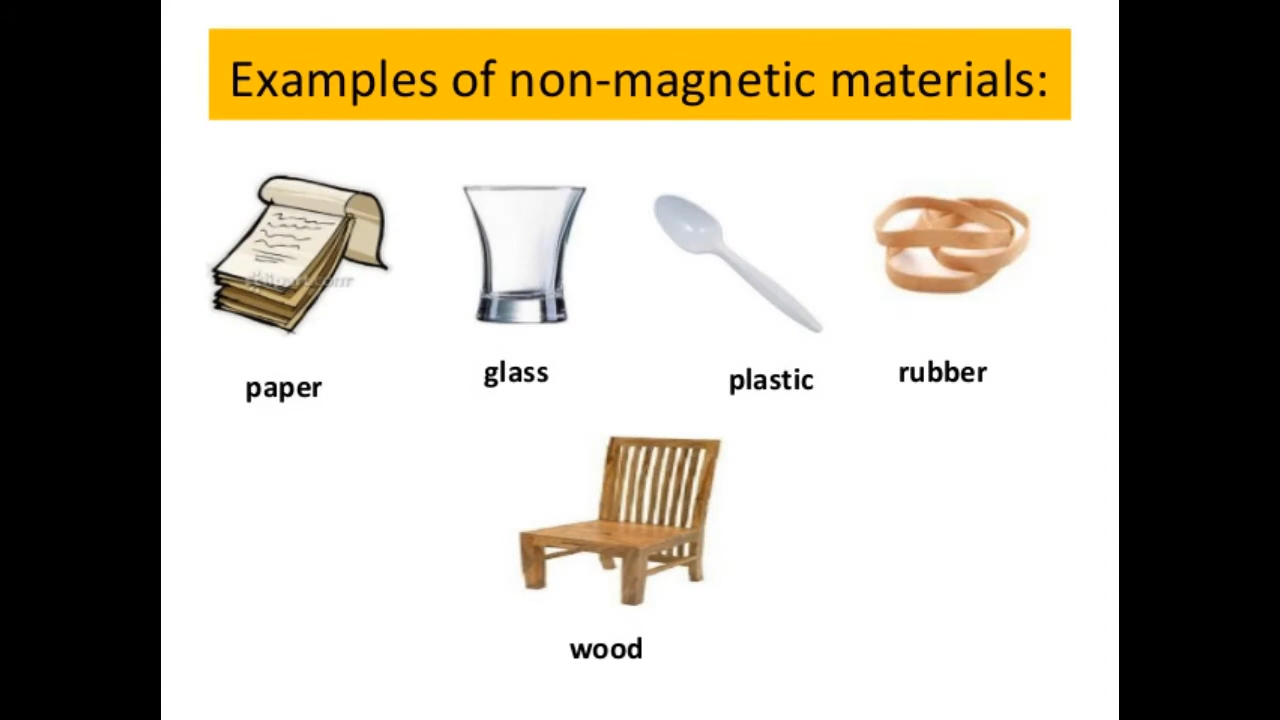 Examples of non-magnetic materials:
paper
glass
plastic
rubber
wood